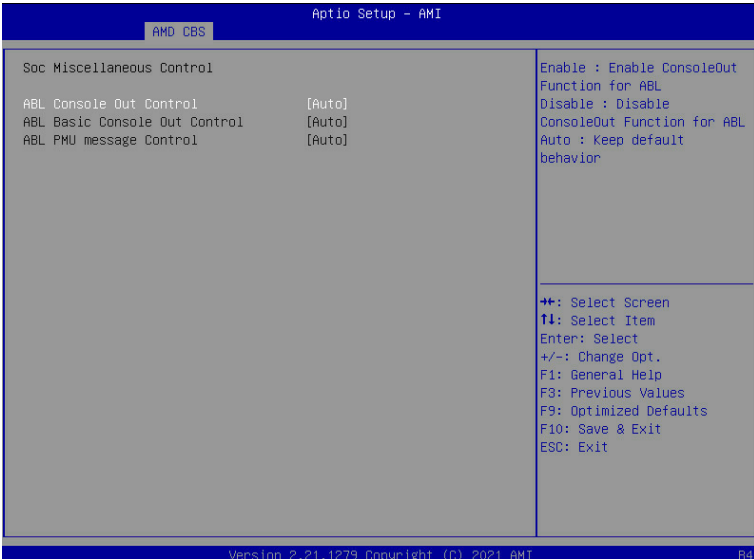 Aptio Setup – AMI
AMD CBS
Soc Miscellaneous Control
ABL Console Out Control [Auto]
ABL Basic Console Out Control [Auto]
ABL PMU message Control [Auto]
Enable : Enable ConsoleOut
Function for ABL
Disable : Disable
ConsoleOut Function for ABL
Auto : Keep default
behavior
→←: Select Screen
↑↓: Select Item
Enter: Select
+/-: Change Opt.
F1: General Help
F3: Previous Values
F9: Optimized Defaults
F10: Save & Exit
ESC: Exit
Version 2.21.1279 Copyright (C) 2021 AMI
B4